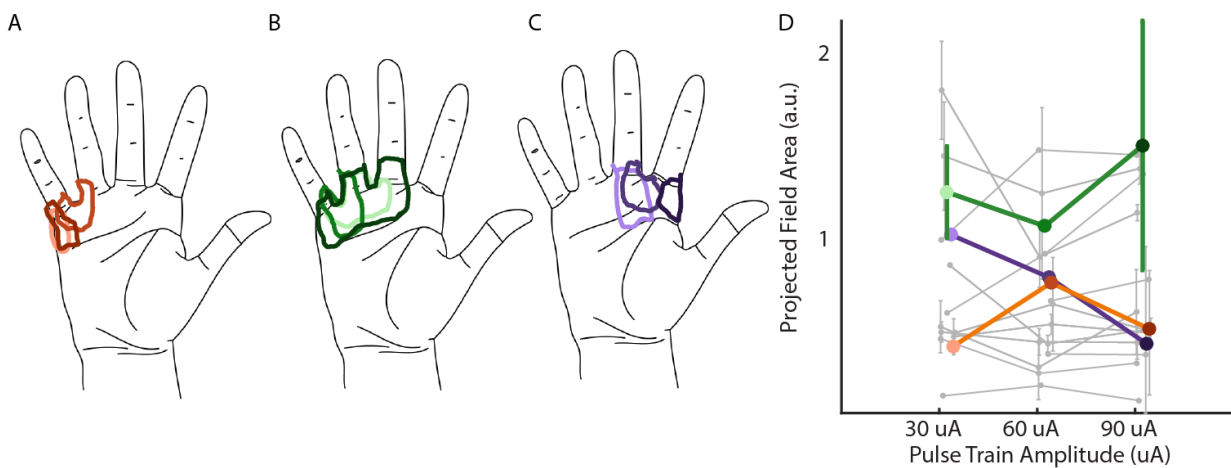 A
B
C
D
2
1
Projected Field Area (a.u.)
30 uA
60 uA
90 uA
Pulse Train Amplitude (uA)